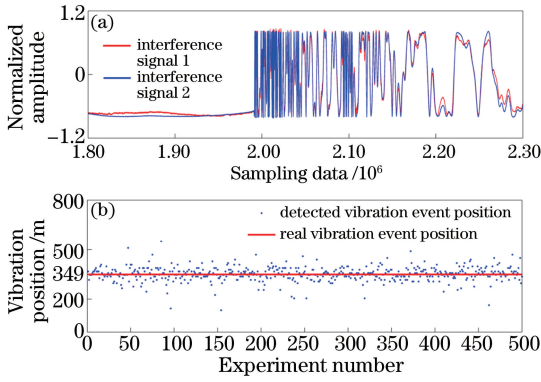 (a)
1.2
0
−1.2
Normalized
amplitude
interference
signal 1
interference
signal 2
1.80 1.90 2.00 2.10 2.20 2.30
Sampling data /10⁶
(b)
800
500
349
200
0
Vibration
position /m
detected vibration event position
real vibration event position
0 50 100 150 200 250 300 350 400 450 500
Experiment number